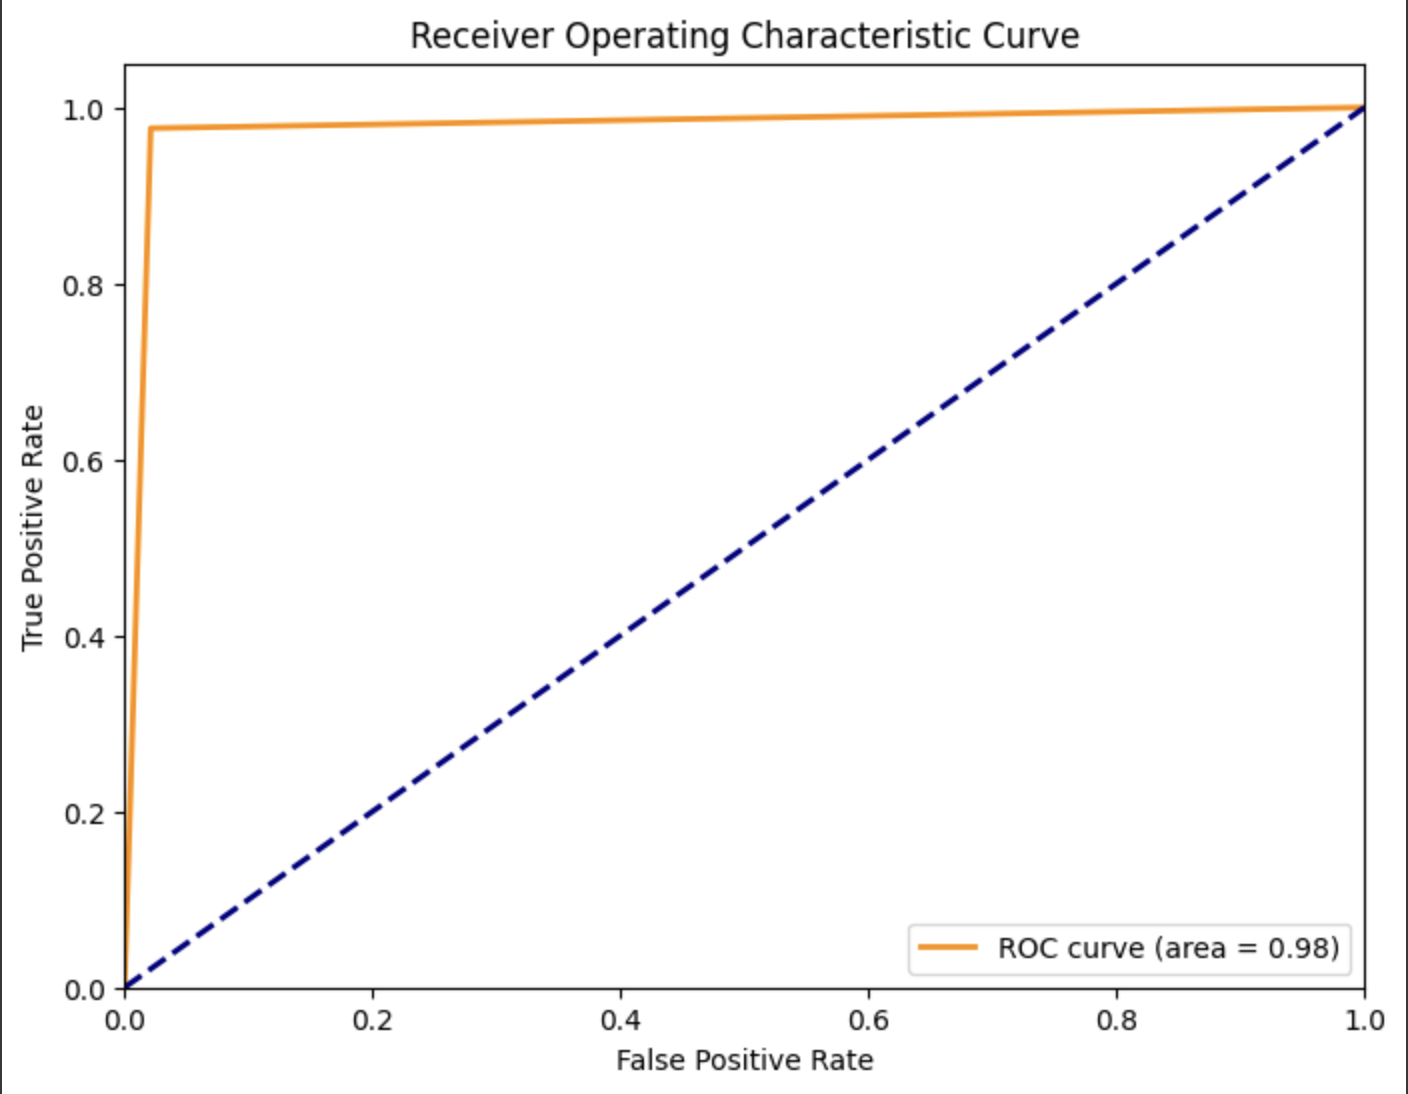 Receiver Operating Characteristic Curve
1.0
0.8
0.6
0.4
0.2
0.0
True Positive Rate
ROC curve (area = 0.98)
0.0 0.2 0.4 0.6 0.8 1.0
False Positive Rate